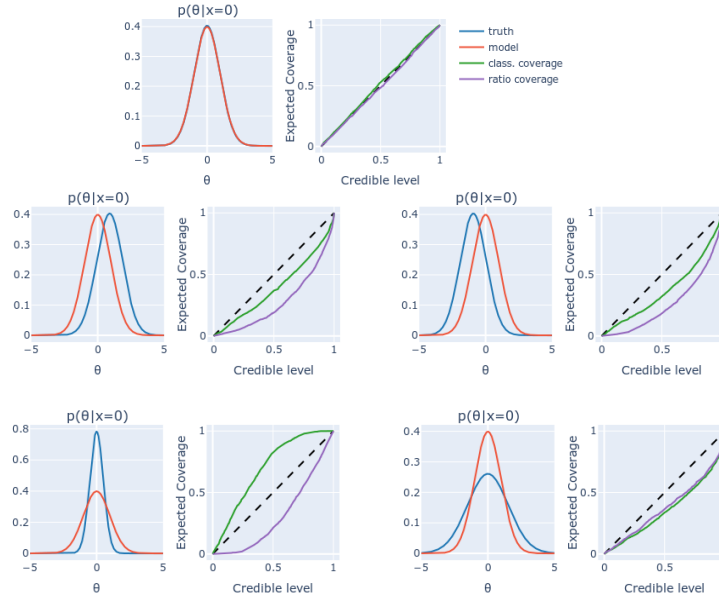 p(θ|x=0)
0.4
0.3
0.2
0.1
0
−5
0
5
θ
Expected Coverage
1
0.5
0
0
0.5
1
Credible level
truth
model
class. coverage
ratio coverage
p(θ|x=0)
0.4
0.3
0.2
0.1
0
−5
0
5
θ
Expected Coverage
1
0.5
0
0
0.5
1
Credible level
p(θ|x=0)
0.4
0.3
0.2
0.1
0
−5
0
5
θ
Expected Coverage
1
0.5
0
0
0.5
Credible level
p(θ|x=0)
0.8
0.6
0.4
0.2
0
−5
0
5
θ
Expected Coverage
1
0.5
0
0
0.5
1
Credible level
p(θ|x=0)
0.4
0.3
0.2
0.1
0
−5
0
5
θ
Expected Coverage
1
0.5
0
0
0.5
Credible level